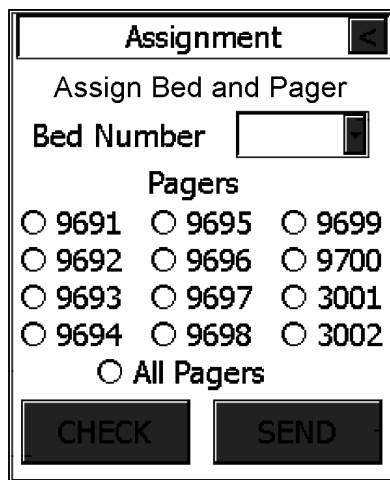 Assignment <
Assign Bed and Pager
Bed Number
Pagers
9691 9695 9699
9692 9696 9700
9693 9697 3001
9694 9698 3002
All Pagers
CHECK SEND